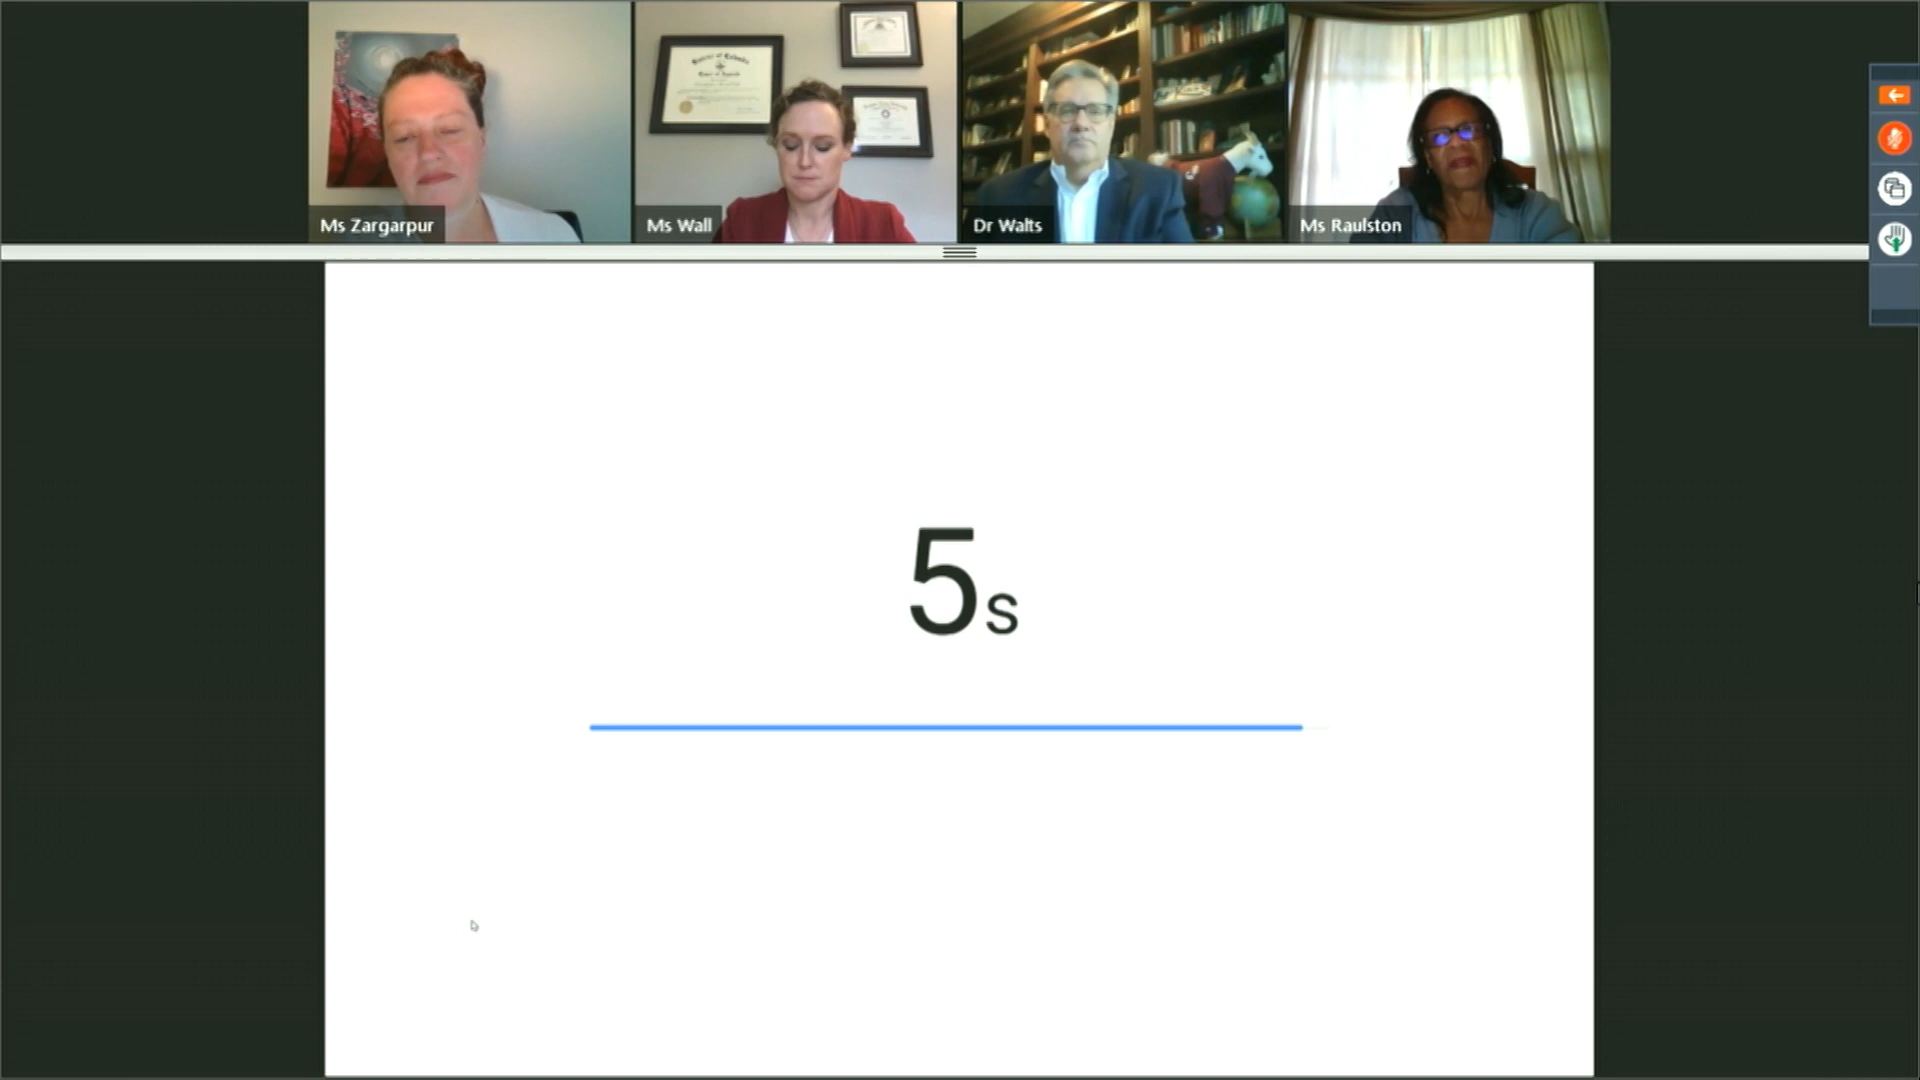 Ms Zargarpur
Ms Wall
Dr Walts
Ms Raulston
5s